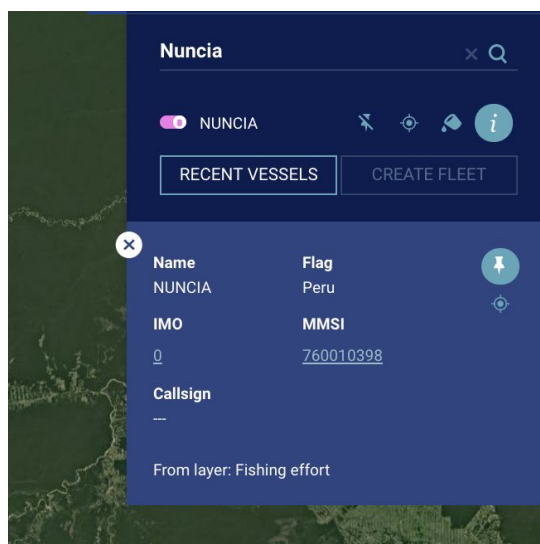 Nuncia
NUNCIA
RECENT VESSELS CREATE FLEET
Name Flag
NUNCIA Peru
IMO MMSI
0 760010398
Callsign
---
From layer: Fishing effort